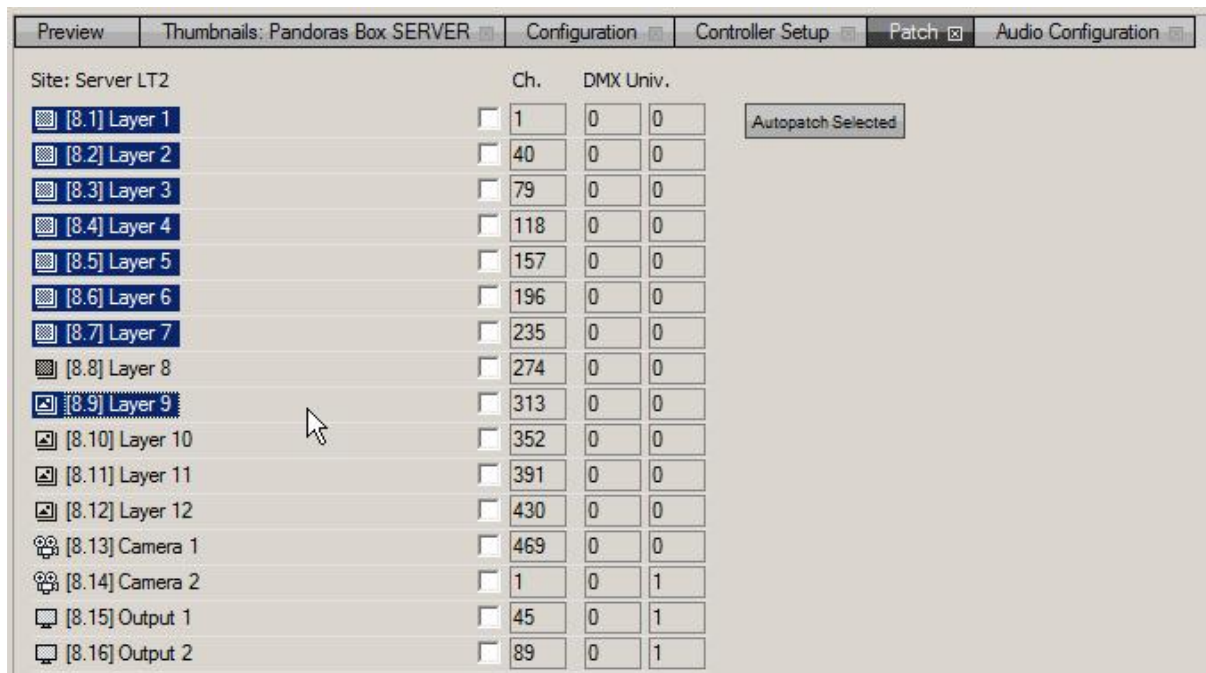 Preview Thumbnails: Pandoras Box SERVER Configuration Controller Setup Patch Audio Configuration
Site: Server LT2 Ch. DMX Univ.
[8.1] Layer 1 1 0 0 Autopatch Selected
[8.2] Layer 2 40 0 0
[8.3] Layer 3 79 0 0
[8.4] Layer 4 118 0 0
[8.5] Layer 5 157 0 0
[8.6] Layer 6 196 0 0
[8.7] Layer 7 235 0 0
[8.8] Layer 8 274 0 0
[8.9] Layer 9 313 0 0
[8.10] Layer 10 352 0 0
[8.11] Layer 11 391 0 0
[8.12] Layer 12 430 0 0
[8.13] Camera 1 469 0 0
[8.14] Camera 2 1 0 1
[8.15] Output 1 45 0 1
[8.16] Output 2 89 0 1